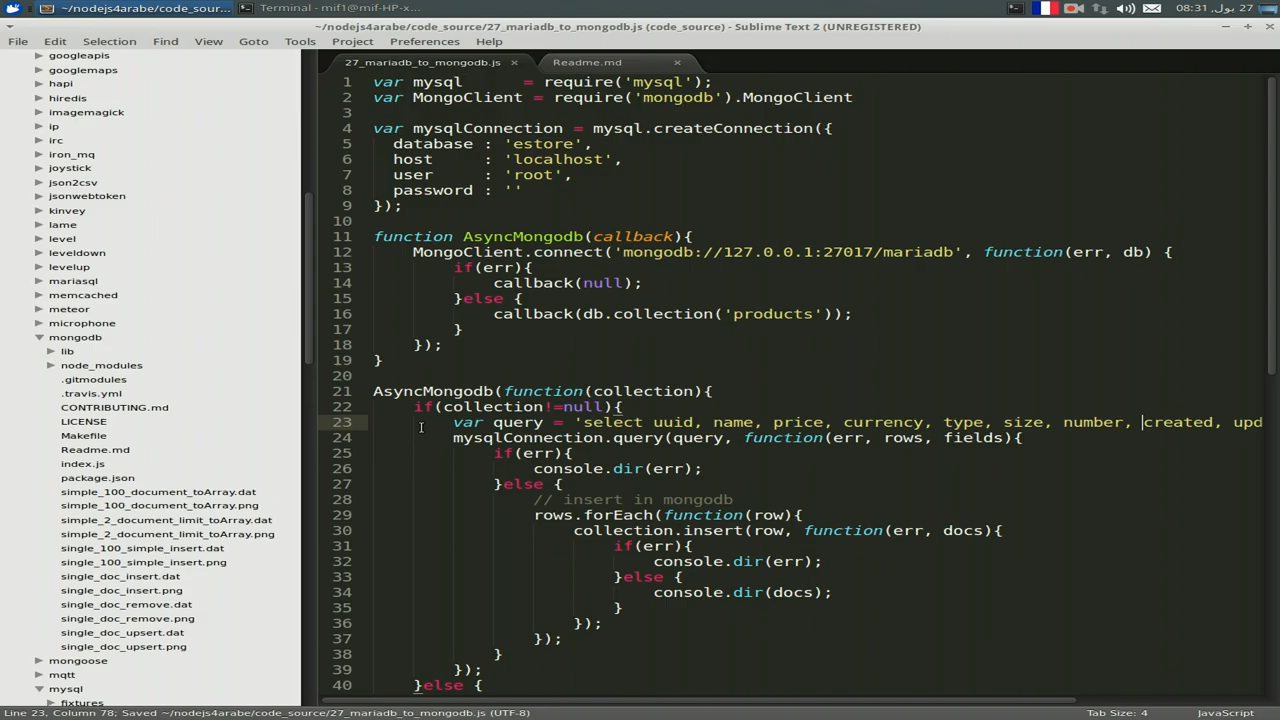 ~/nodejs4arabe/code_sour...
Terminal - mif1@mif1-HP-x...
08:31 ,27 يول
~/nodejs4arabe/code_source/27_mariadb_to_mongodb.js (code_source) - Sublime Text 2 (UNREGISTERED)
File Edit Selection Find View Goto Tools Project Preferences Help
googleapis
googlemaps
hapi
hiredis
imagemagick
ip
irc
iron_mq
joystick
json2csv
jsonwebtoken
kinvey
lame
level
leveldown
levelup
mariasql
memcached
meteor
microphone
mongodb
lib
node_modules
.gitmodules
.travis.yml
CONTRIBUTING.md
LICENSE
Makefile
Readme.md
index.js
package.json
simple_100_document_toArray.dat
simple_100_document_toArray.png
simple_2_document_limit_toArray.dat
simple_2_document_limit_toArray.png
single_100_simple_insert.dat
single_100_simple_insert.png
single_doc_insert.dat
single_doc_insert.png
single_doc_remove.dat
single_doc_remove.png
single_doc_upsert.dat
single_doc_upsert.png
mongoose
mqtt
mysql
fixtures
27_mariadb_to_mongodb.js × Readme.md ×
1 var mysql       = require('mysql');
2 var MongoClient = require('mongodb').MongoClient
3
4 var mysqlConnection = mysql.createConnection({
5   database : 'estore',
6   host     : 'localhost',
7   user     : 'root',
8   password : ''
9 });
10
11 function AsyncMongodb(callback){
12     MongoClient.connect('mongodb://127.0.0.1:27017/mariadb', function(err, db) {
13         if(err){
14             callback(null);
15         }else {
16             callback(db.collection('products'));
17         }
18     });
19 }
20
21 AsyncMongodb(function(collection){
22     if(collection!=null){
23         var query = 'select uuid, name, price, currency, type, size, number, created, upd
24         mysqlConnection.query(query, function(err, rows, fields){
25             if(err){
26                 console.dir(err);
27             }else {
28                 // insert in mongodb
29                 rows.forEach(function(row){
30                     collection.insert(row, function(err, docs){
31                         if(err){
32                             console.dir(err);
33                         }else {
34                             console.dir(docs);
35                         }
36                     });
37                 });
38             }
39         });
40     }else {
Line 23, Column 78; Saved ~/nodejs4arabe/code_source/27_mariadb_to_mongodb.js (UTF-8)
Tab Size: 4
JavaScript